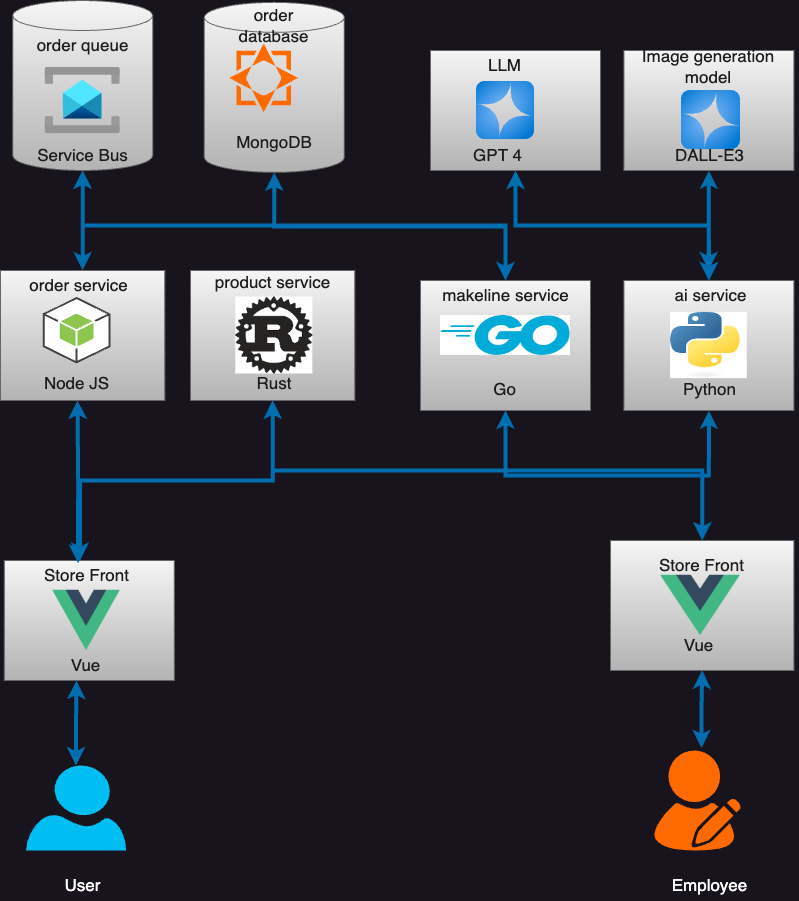 order queue
Service Bus
order
database
MongoDB
LLM
GPT 4
Image generation
model
DALL-E3
order service
Node JS
product service
R
Rust
makeline service
GO
Go
ai service
Python
Store Front
Vue
Store Front
Vue
User
Employee